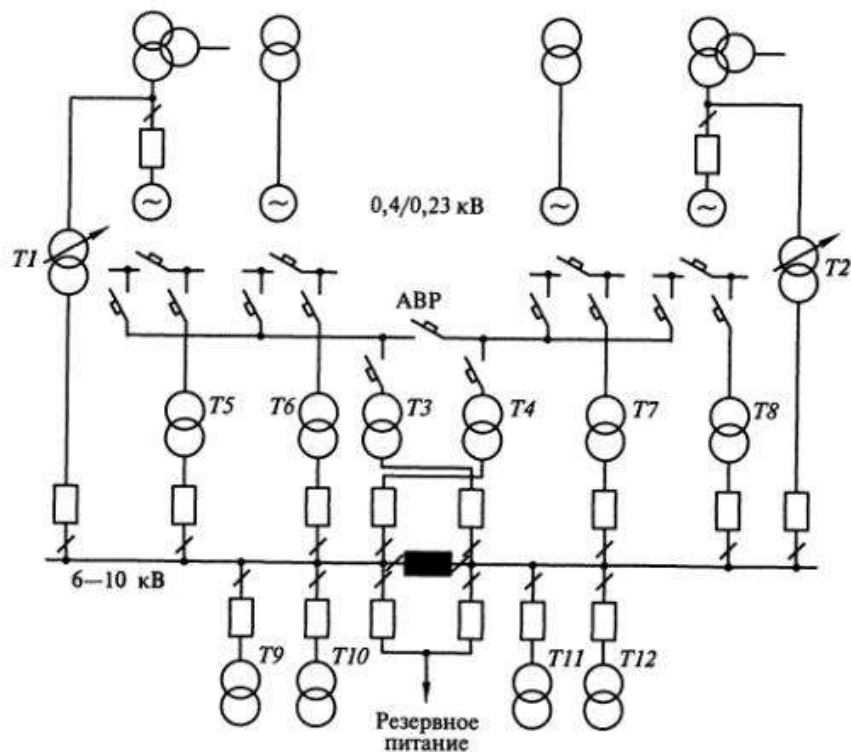 0,4/0,23 кВ
T1
T2
АВР
T5
T6
T3
T4
T7
T8
6—10 кВ
T9
T10
T11
T12
Резервное
питание